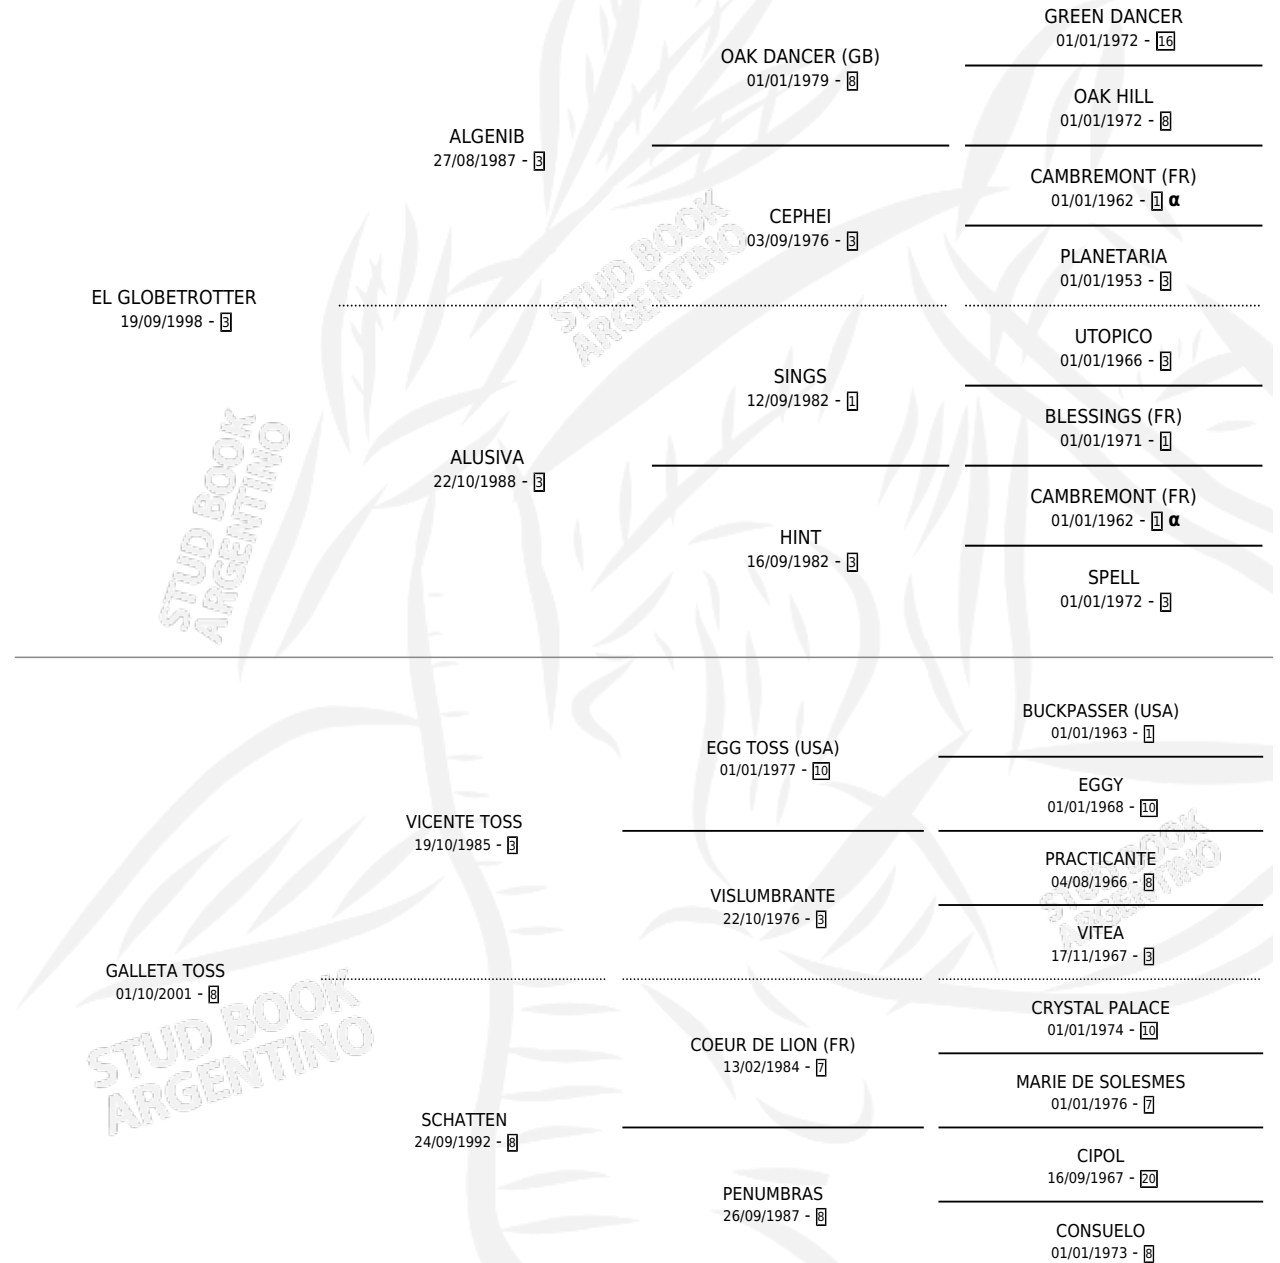 GREEN DANCER
01/01/1972 - 16
OAK DANCER (GB)
01/01/1979 - 8
OAK HILL
01/01/1972 - 8
ALGENIB
27/08/1987 - 3
CAMBREMONT (FR)
01/01/1962 - 1 α
CEPHEI
03/09/1976 - 3
PLANETARIA
01/01/1953 - 3
EL GLOBETROTTER
19/09/1998 - 3
UTOPICO
01/01/1966 - 3
SINGS
12/09/1982 - 1
BLESSINGS (FR)
01/01/1971 - 1
ALUSIVA
22/10/1988 - 3
CAMBREMONT (FR)
01/01/1962 - 1 α
HINT
16/09/1982 - 3
SPELL
01/01/1972 - 3
BUCKPASSER (USA)
01/01/1963 - 1
EGG TOSS (USA)
01/01/1977 - 10
EGGY
01/01/1968 - 10
VICENTE TOSS
19/10/1985 - 3
PRACTICANTE
04/08/1966 - 8
VISLUMBRANTE
22/10/1976 - 3
VITEA
17/11/1967 - 3
GALLETA TOSS
01/10/2001 - 8
CRYSTAL PALACE
01/01/1974 - 10
COEUR DE LION (FR)
13/02/1984 - 7
MARIE DE SOLESMES
01/01/1976 - 7
SCHATTEN
24/09/1992 - 8
CIPOL
16/09/1967 - 20
PENUMBRAS
26/09/1987 - 8
CONSUELO
01/01/1973 - 8
STUD BOOK
ARGENTINO
STUD BOOK
ARGENTINO
STUD BOOK
ARGENTINO
STUD BOOK
ARGENTINO